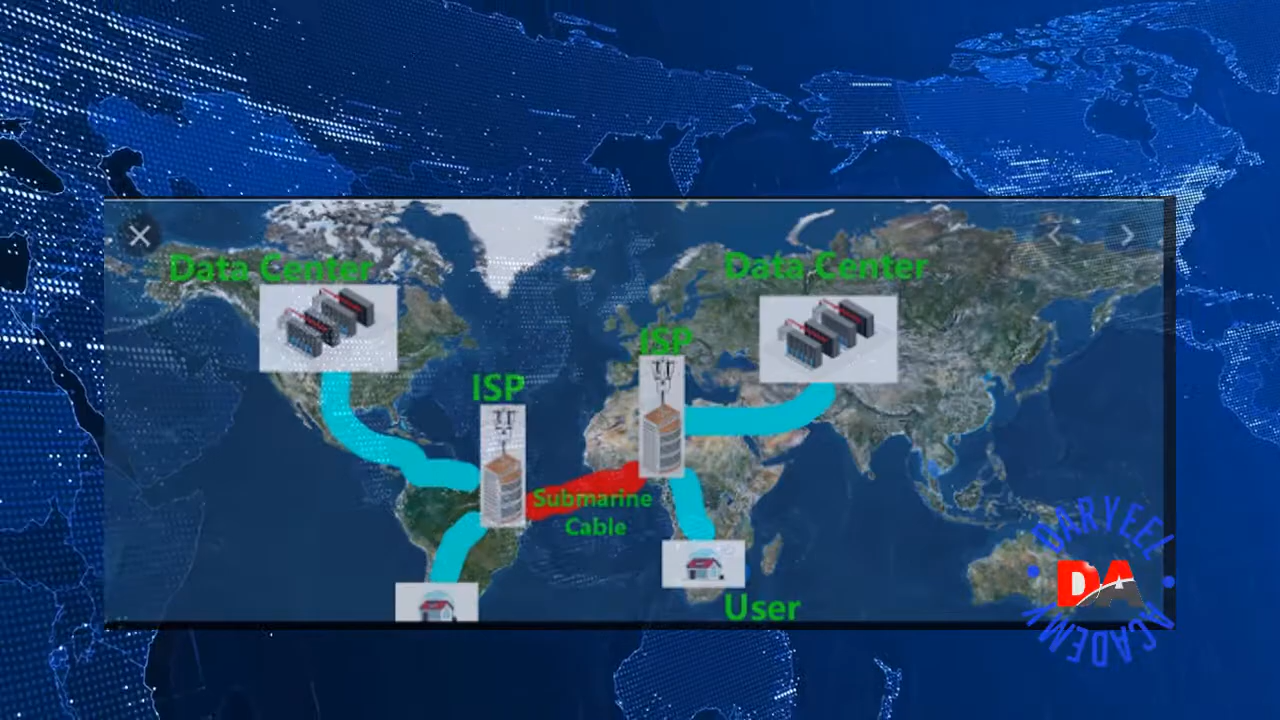 Data Center
Data Center
ISP
ISP
Submarine
Cable
User
DARYEEL
DA
ACADEMY